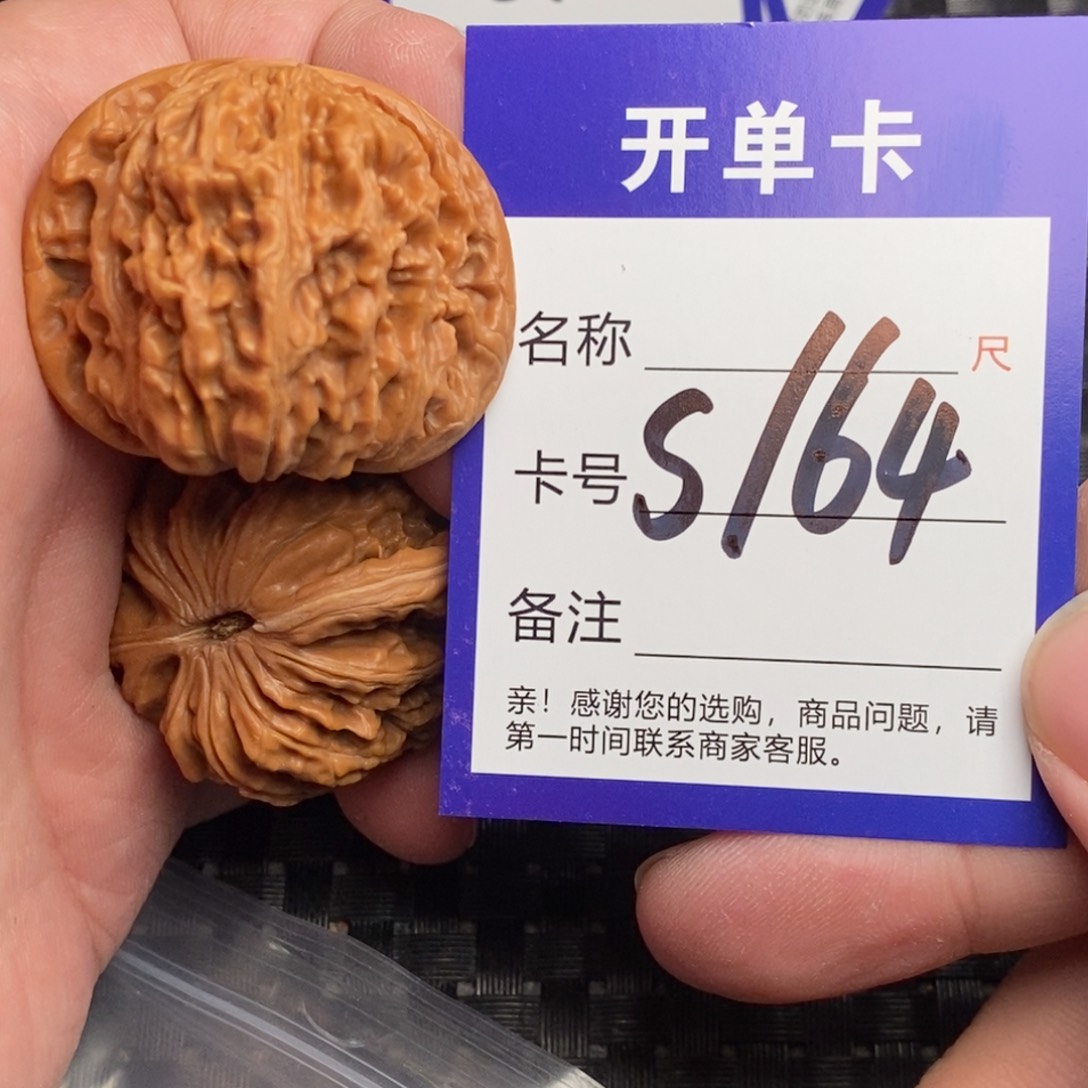 开单卡
名称 尺
卡号 S/164
备注
亲！感谢您的选购，商品问题，请
第一时间联系商家客服。